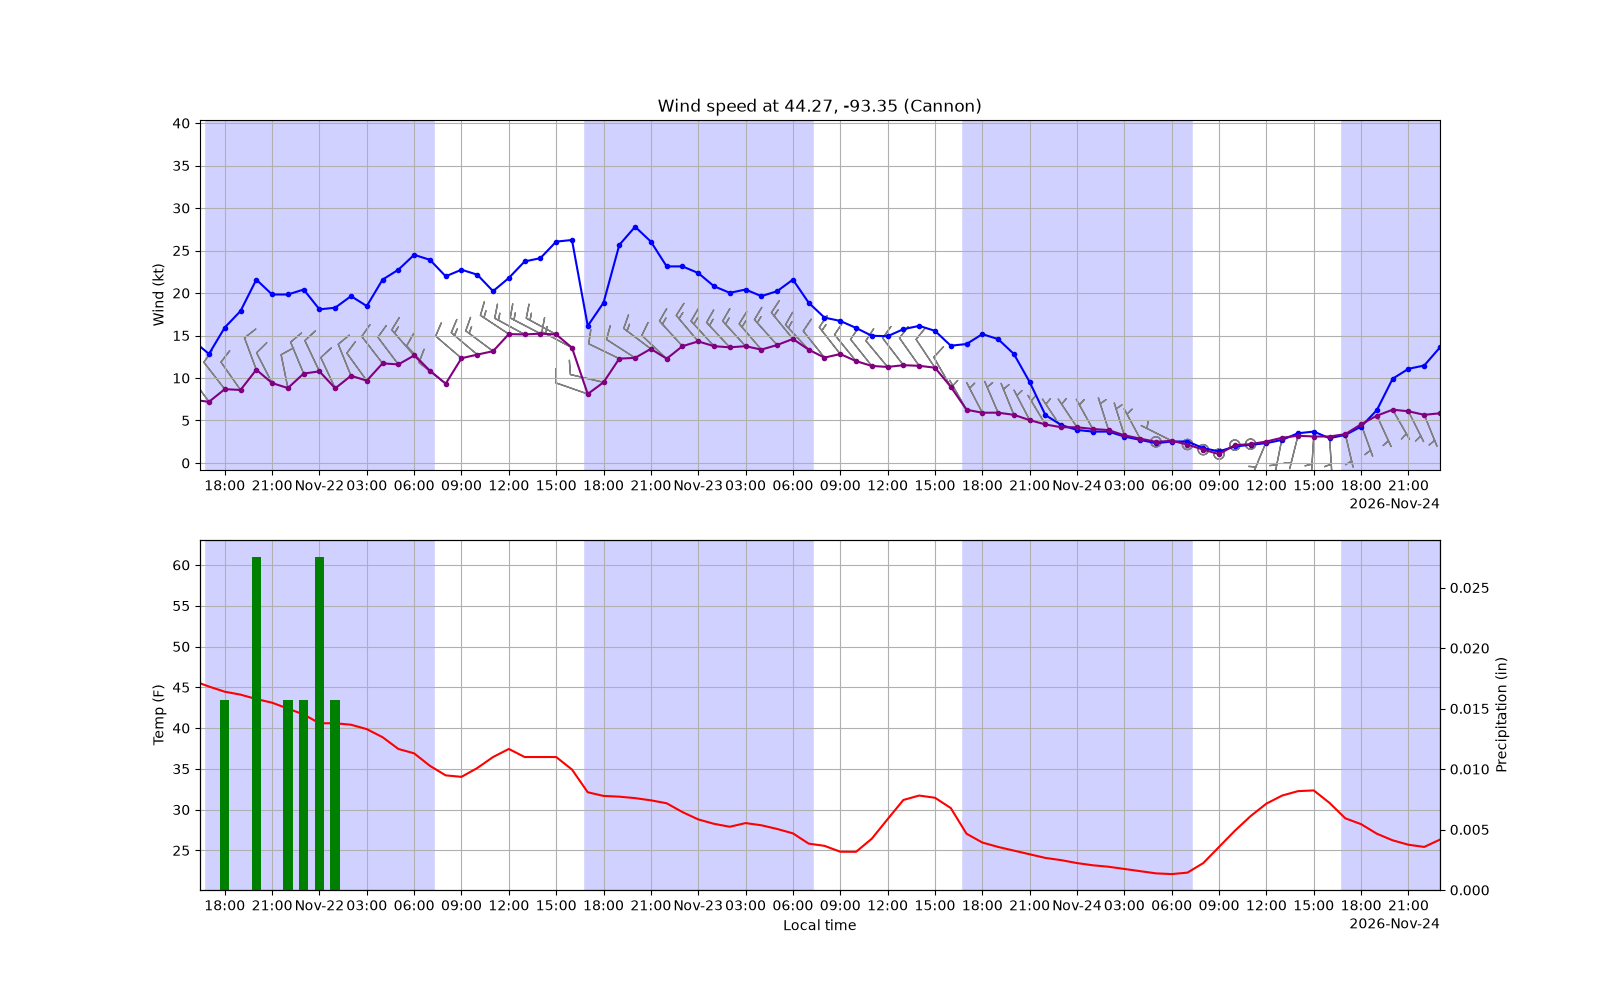 Wind speed at 44.27, -93.35 (Cannon)
40
35
30
25
20
15
10
5
0
Wind (kt)
18:00 21:00 Nov-22 03:00 06:00 09:00 12:00 15:00 18:00 21:00 Nov-23 03:00 06:00 09:00 12:00 15:00 18:00 21:00 Nov-24 03:00 06:00 09:00 12:00 15:00 18:00 21:00
2026-Nov-24
60
55
50
45
40
35
30
25
Temp (F)
0.025
0.020
0.015
0.010
0.005
0.000
Precipitation (in)
18:00 21:00 Nov-22 03:00 06:00 09:00 12:00 15:00 18:00 21:00 Nov-23 03:00 06:00 09:00 12:00 15:00 18:00 21:00 Nov-24 03:00 06:00 09:00 12:00 15:00 18:00 21:00
Local time
2026-Nov-24